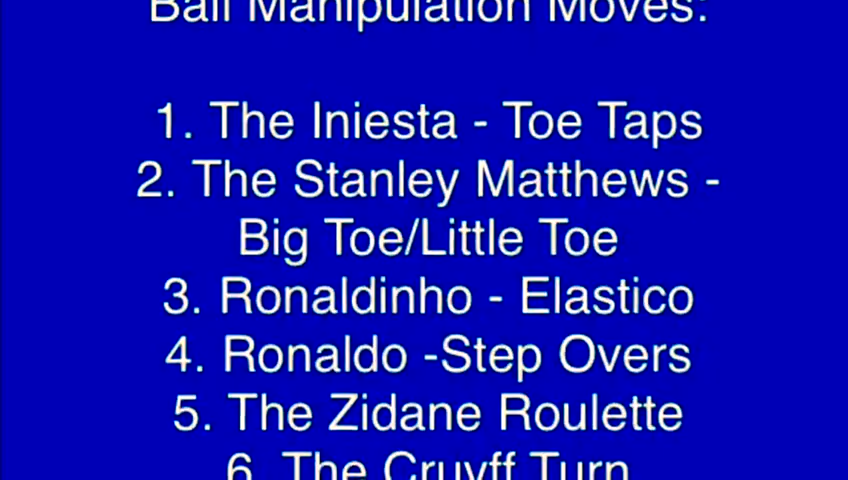 Ball Manipulation Moves:
1. The Iniesta - Toe Taps
2. The Stanley Matthews -
Big Toe/Little Toe
3. Ronaldinho - Elastico
4. Ronaldo -Step Overs
5. The Zidane Roulette
6. The Cruyff Turn